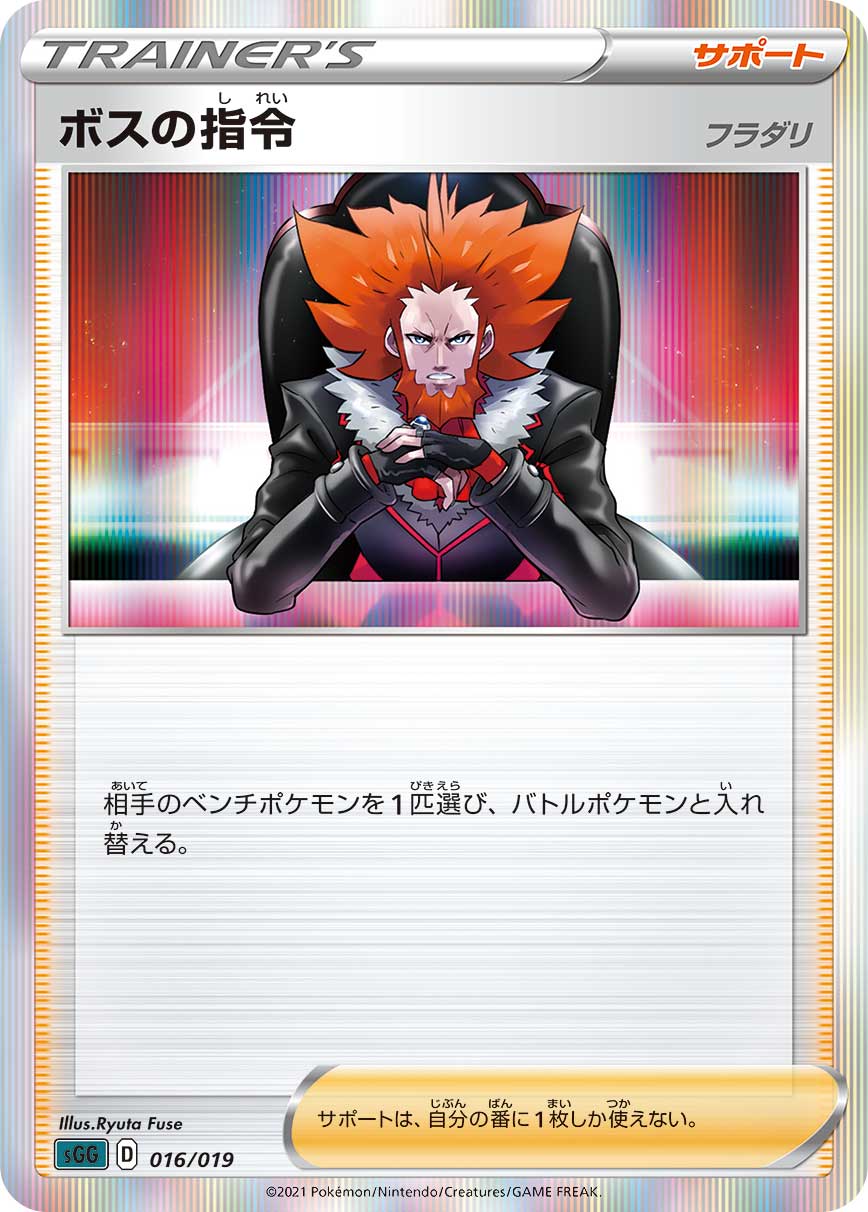 TRAINER'S
サポート
しれい
ボスの指令
フラダリ
あいて びきえら い
相手のベンチポケモンを1匹選び、バトルポケモンと入れ
か
替える。
じぶん ばん まい つか
サポートは、自分の番に1枚しか使えない。
Illus.Ryuta Fuse
sGG D 016/019
©2021 Pokémon/Nintendo/Creatures/GAME FREAK.